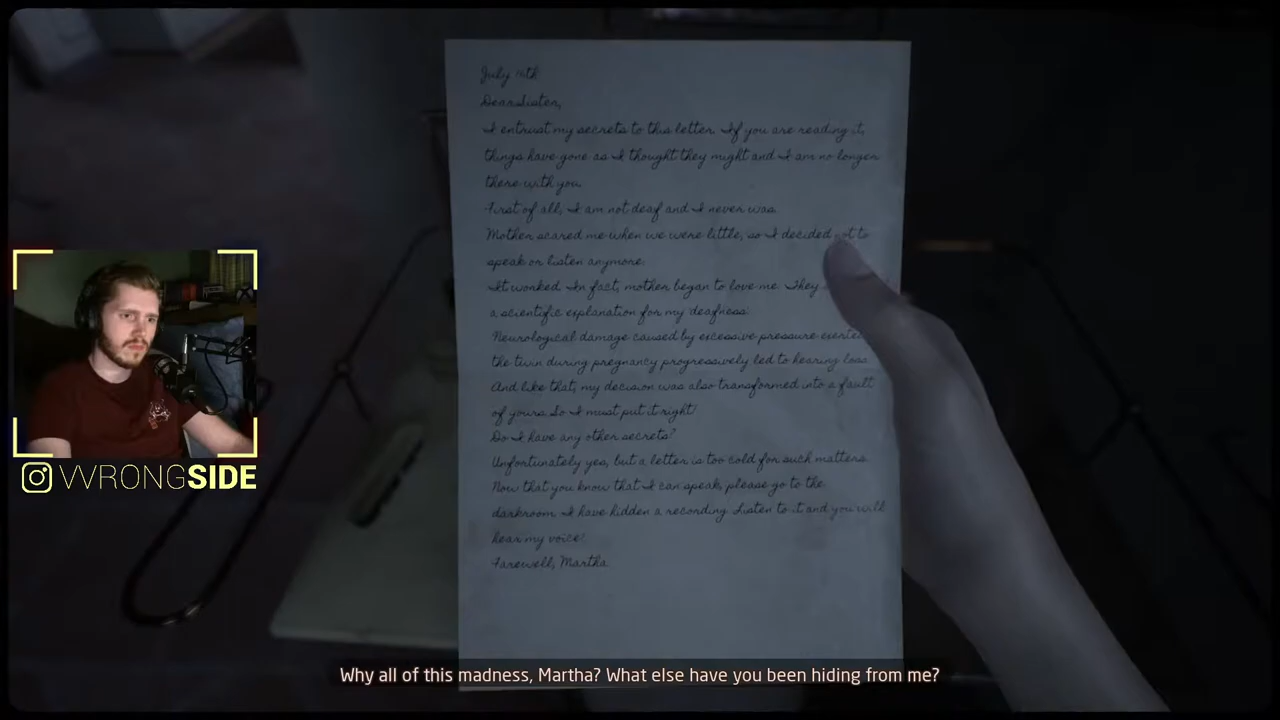 July
Dear Sister,
I entrust my secrets to this letter. If you are reading it,
things have gone as I thought they might and I am no longer
there with you.
First of all, I am not deaf and I never was.
Mother scared me when we were little, so I decided not to
speak or listen anymore.
It worked. In fact, mother began to love me. They
a scientific explanation for my deafness:
Neurological damage caused by excessive pressure
the turn during pregnancy progressively led to hearing loss
And like that, my decision was also transformed into a fault
of yours. So I must put it right!
Do I have any other secrets?
Unfortunately yes, but a letter is too cold for such matters.
Now that you know that I can speak, please go to the
darkroom. I have hidden a recording. Listen to it and you will
hear my voice!
Farewell, Martha
VVRONGSIDE
Why all of this madness, Martha? What else have you been hiding from me?